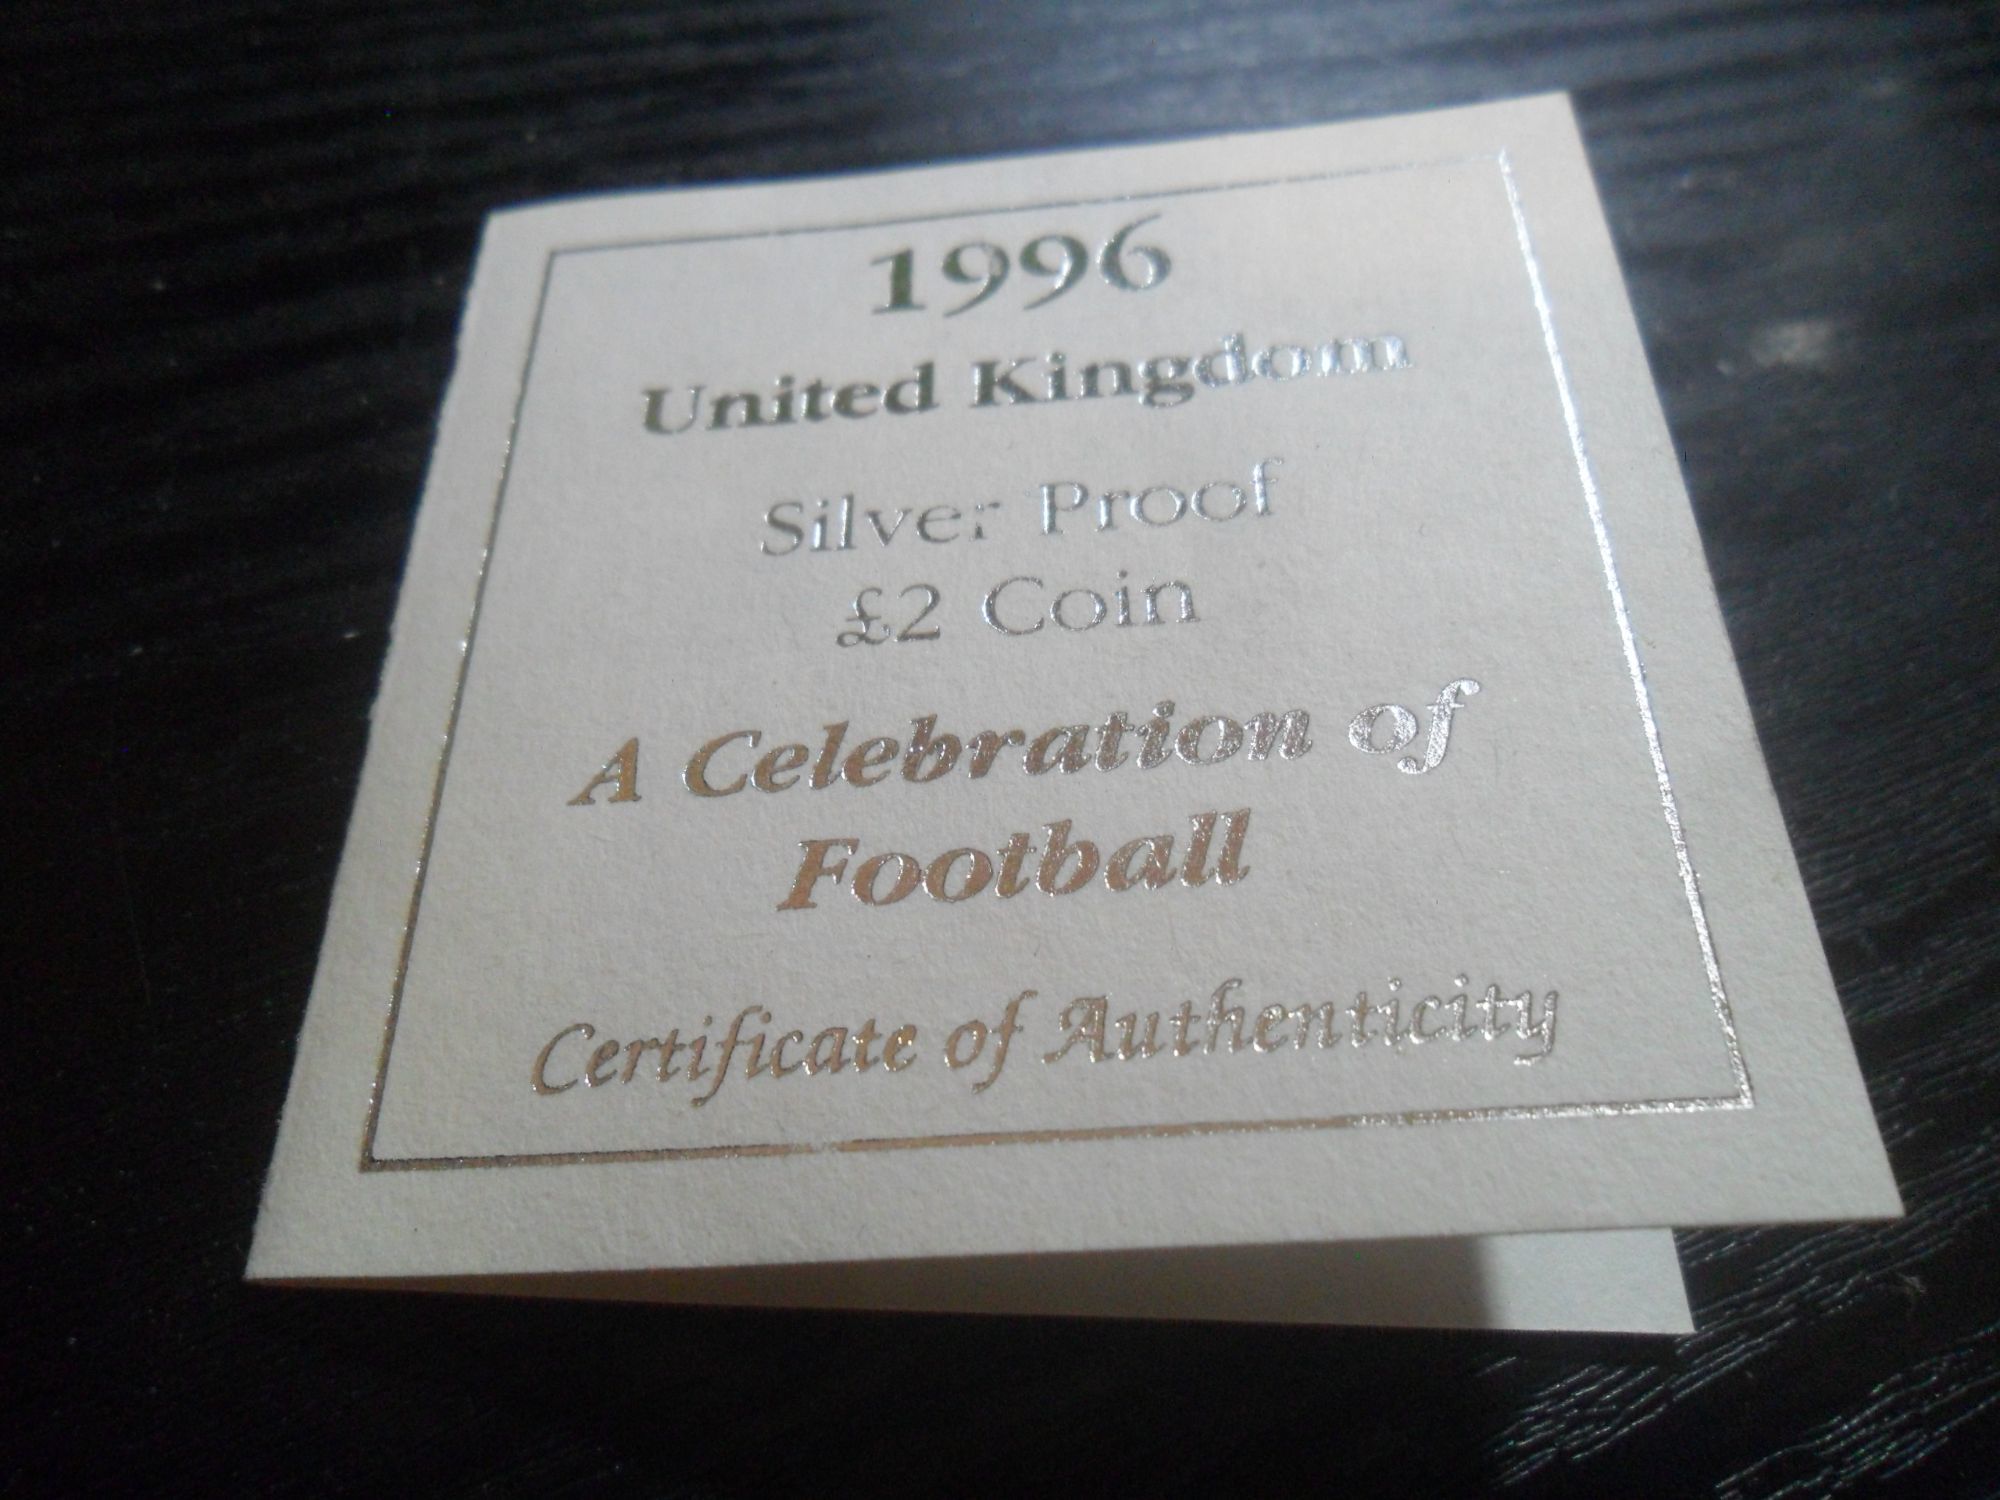 1996
United Kingdom
Silver Proof
£2 Coin
A Celebration of
Football
Certificate of Authenticity